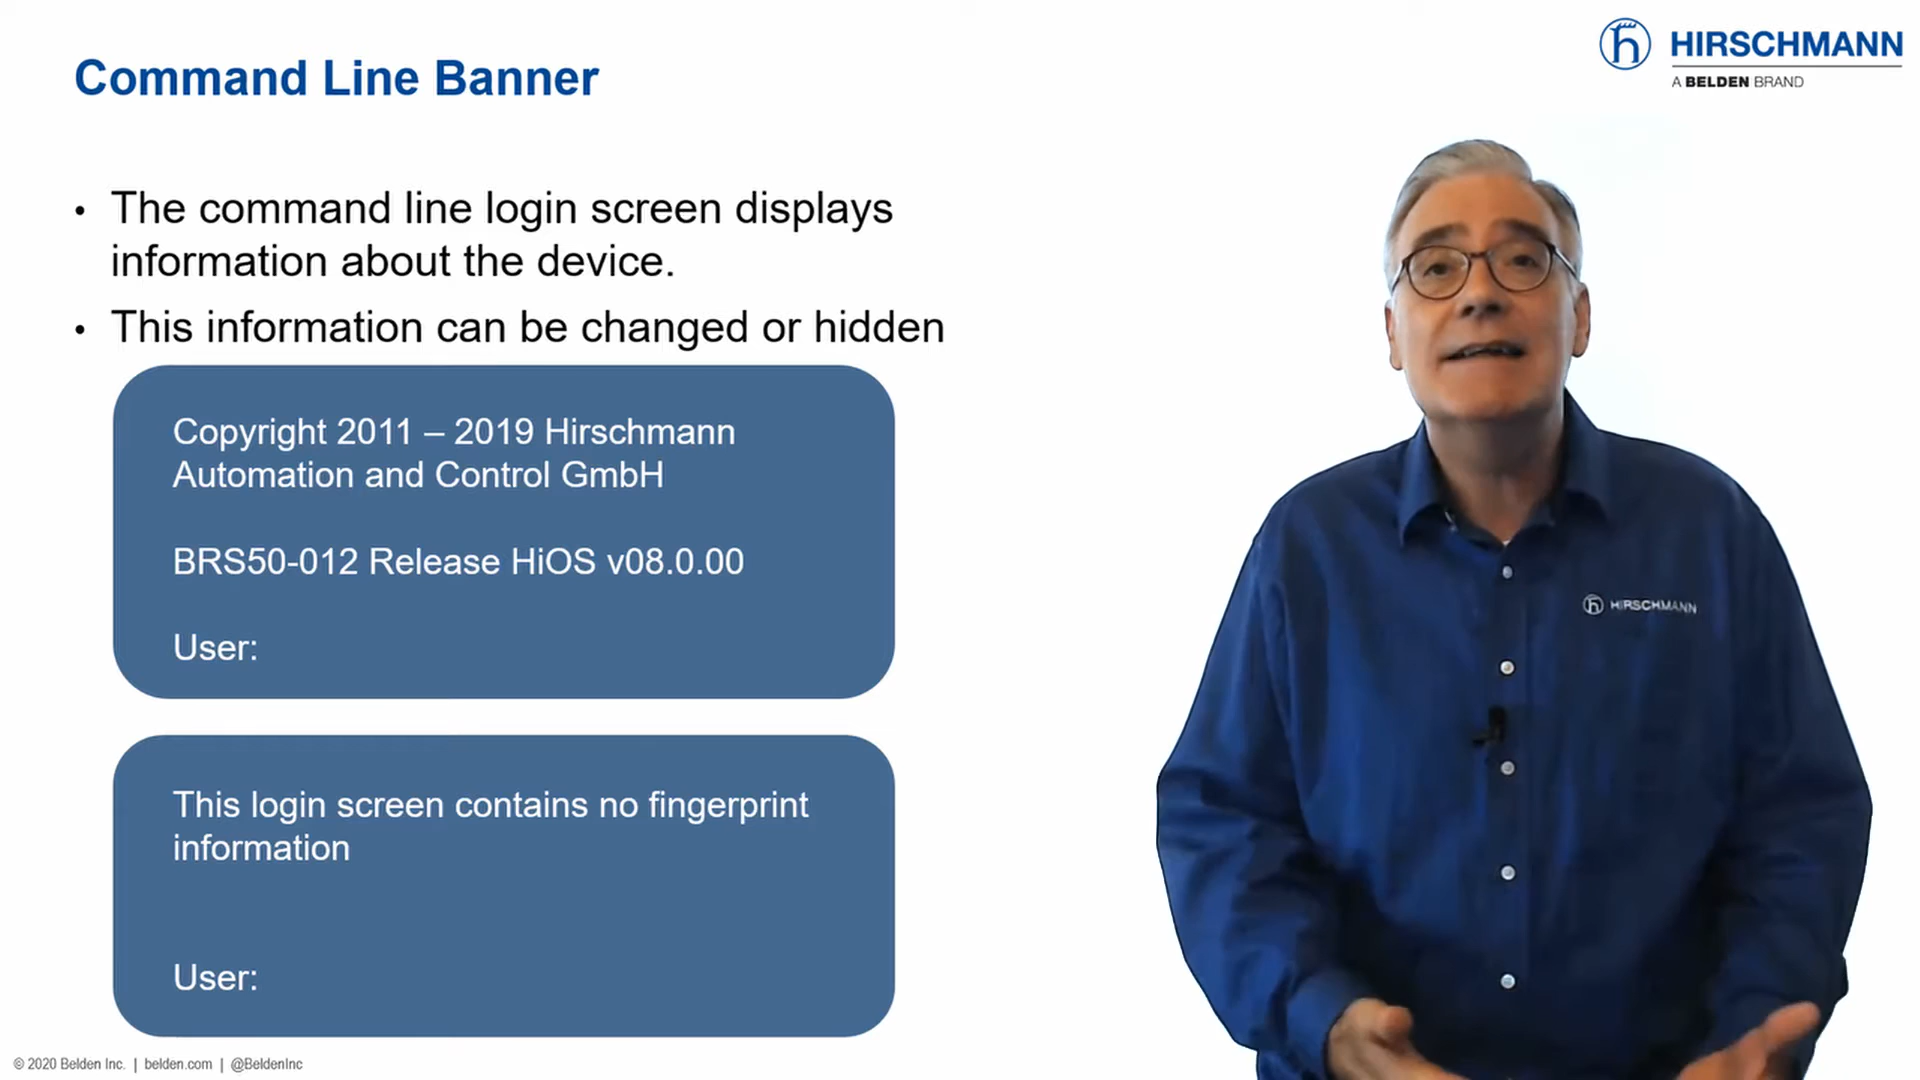 HIRSCHMANN
A BELDEN BRAND
Command Line Banner
• The command line login screen displays
information about the device.
• This information can be changed or hidden
Copyright 2011 – 2019 Hirschmann
Automation and Control GmbH
BRS50-012 Release HiOS v08.0.00
User:
This login screen contains no fingerprint
information
User:
HIRSCHMANN
© 2020 Belden Inc. | belden.com | @BeldenInc